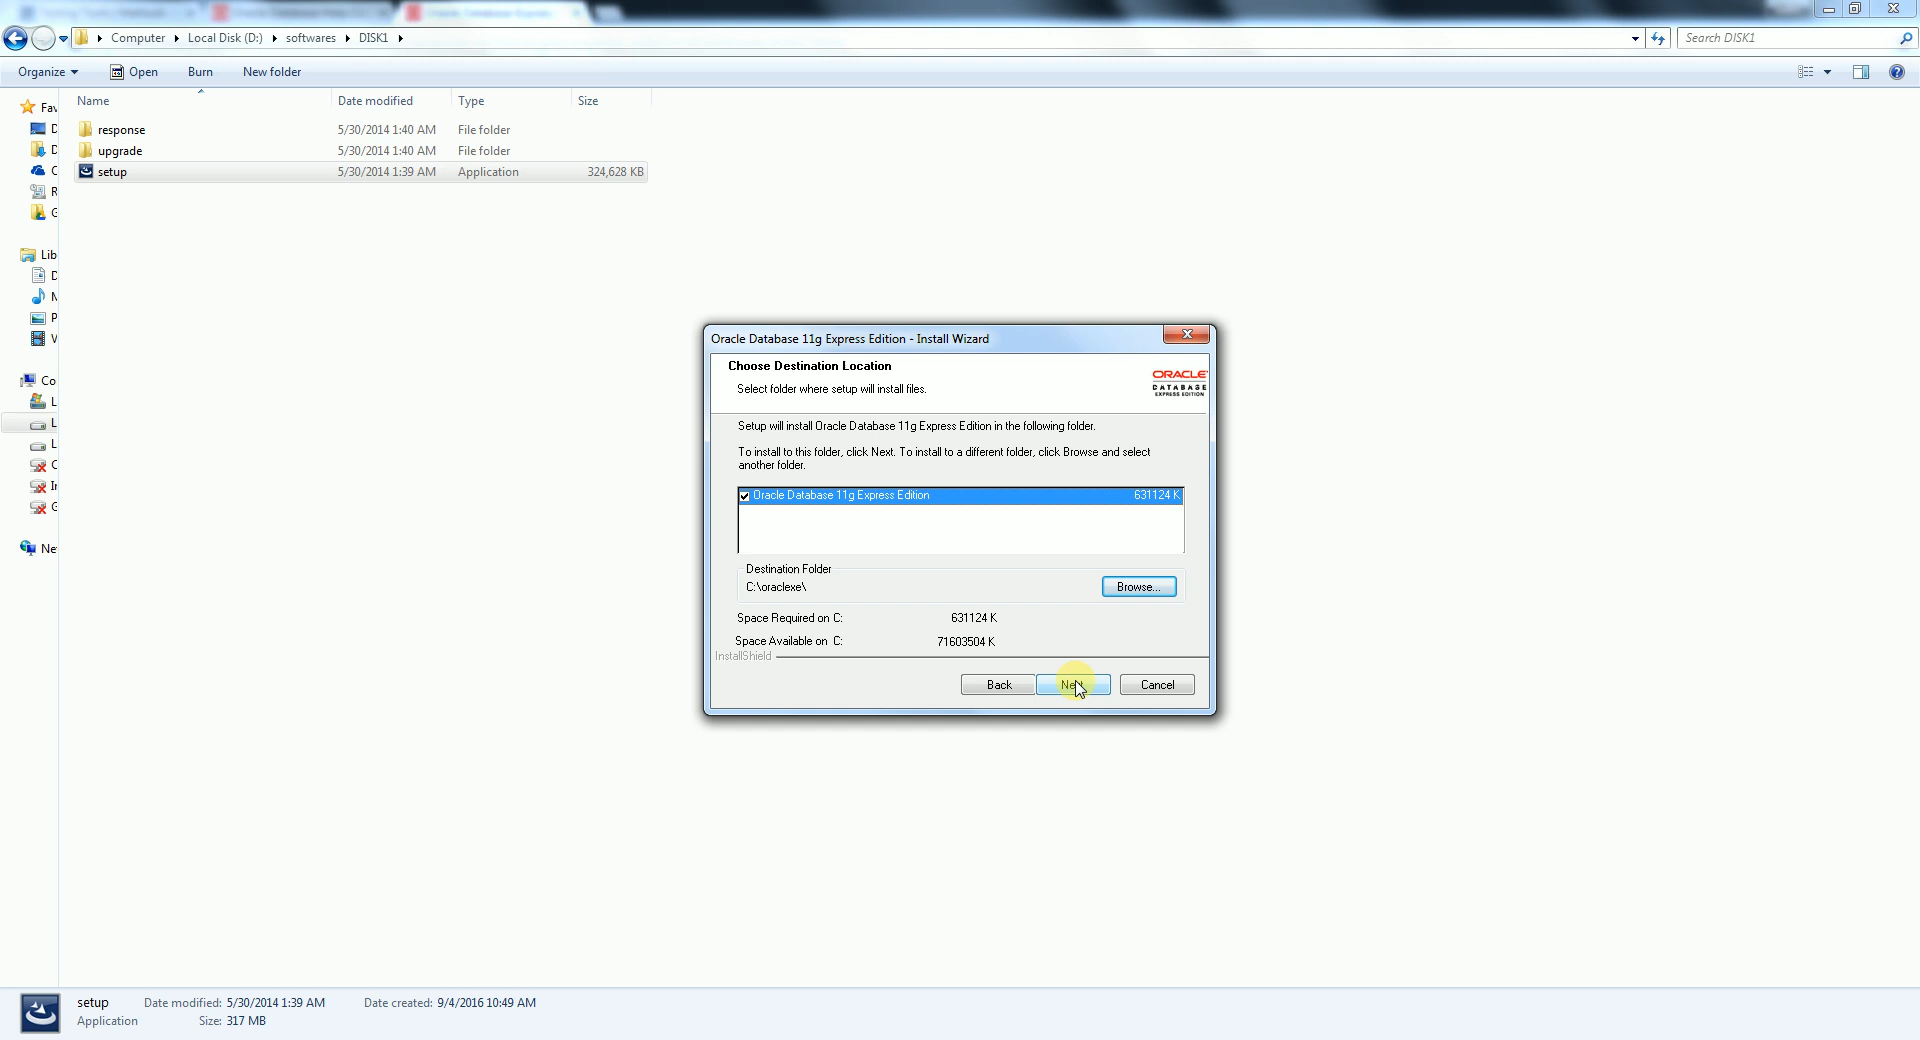 Computer Local Disk (D:) softwares DISK1
Search DISK1
Organize Open Burn New folder
Name Date modified Type Size
response 5/30/2014 1:40 AM File folder
upgrade 5/30/2014 1:40 AM File folder
setup 5/30/2014 1:39 AM Application 324,628 KB
Fav
D
D
C
R
G
Lib
D
M
P
V
Co
L
L
L
C
In
G
Ne
Oracle Database 11g Express Edition - Install Wizard
Choose Destination Location
Select folder where setup will install files.
ORACLE
DATABASE
EXPRESS EDITION
Setup will install Oracle Database 11g Express Edition in the following folder.
To install to this folder, click Next. To install to a different folder, click Browse and select
another folder.
Oracle Database 11g Express Edition 631124 K
Destination Folder
C:\oraclexe\
Browse...
Space Required on C: 631124 K
Space Available on C: 71603504 K
InstallShield
Back Next Cancel
setup Date modified: 5/30/2014 1:39 AM Date created: 9/4/2016 10:49 AM
Application Size: 317 MB